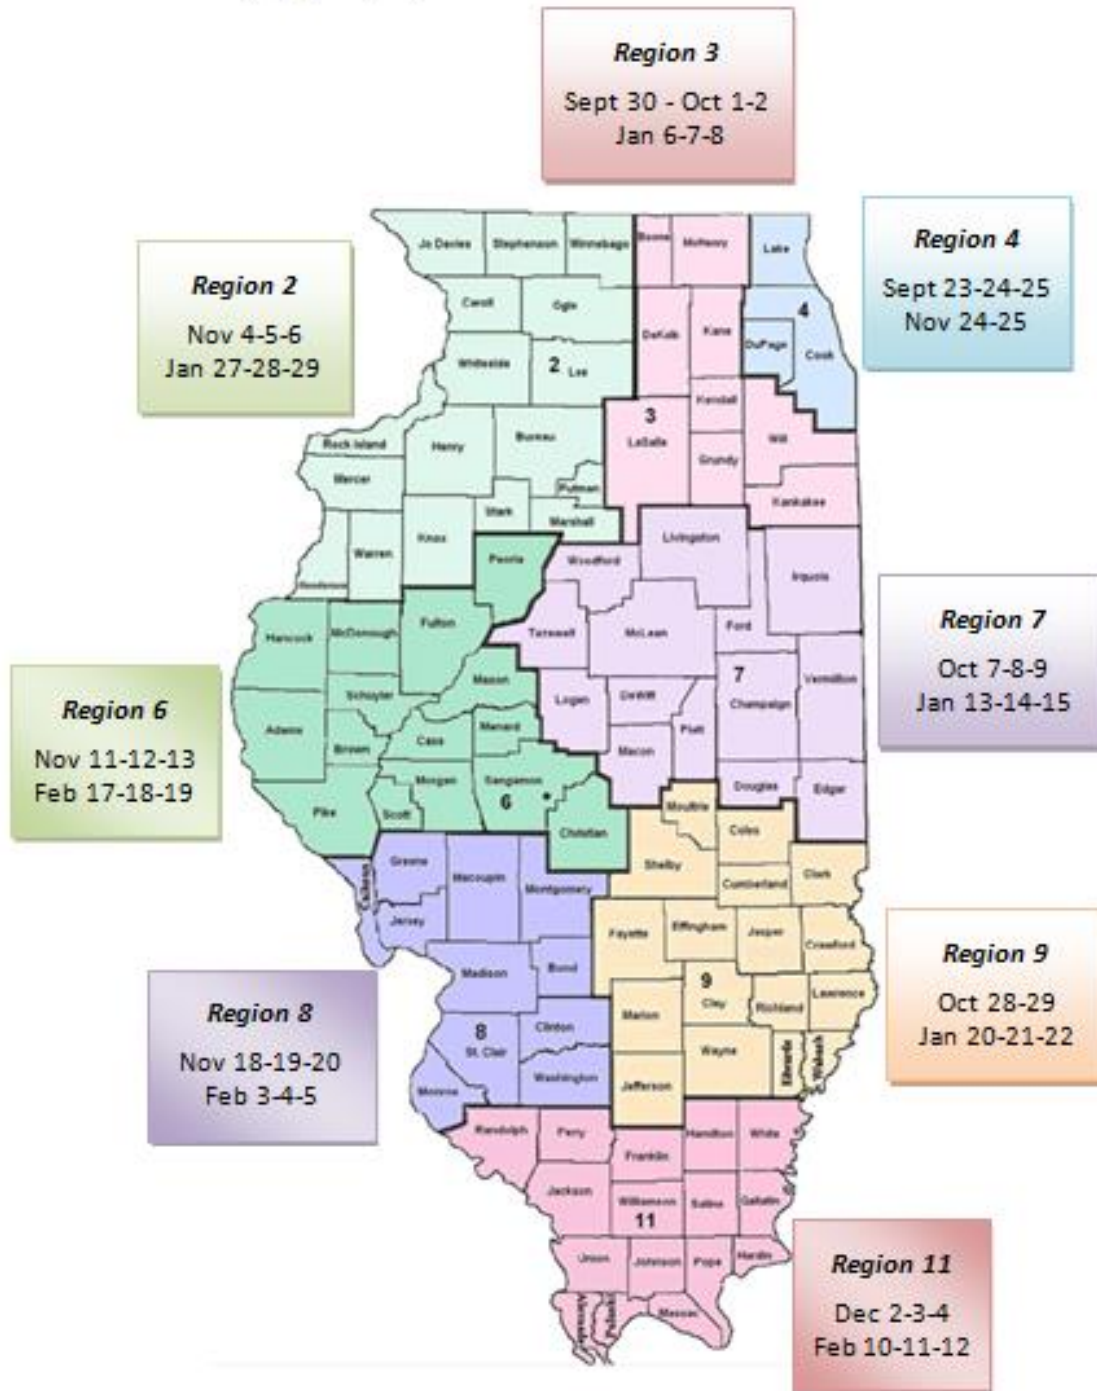 Region 3
Sept 30 - Oct 1-2
Jan 6-7-8
Region 4
Sept 23-24-25
Nov 24-25
Region 2
Nov 4-5-6
Jan 27-28-29
Jo Davies
Stephenson
Winnebago
Boone
McHenry
Lake
Caroll
Ogle
DeKalb
Kane
4
DuPage
Cook
Whiteside
2 Lee
Kendall
3
LaSalle
Will
Rock Island
Henry
Bureau
Grundy
Mercer
Putman
Kankakee
Stark
Marshall
Knox
Warren
Livingston
Peoria
Woodford
Iroquois
Region 7
Oct 7-8-9
Jan 13-14-15
Hancock
McDonough
Fulton
Tazewell
McLean
Ford
7
Vermilion
Mason
Logan
DeWitt
Champaign
Schuyler
Piatt
Region 6
Nov 11-12-13
Feb 17-18-19
Adams
Brown
Cass
Menard
Macon
Morgan
Sangamon
6
Pike
Scott
Christian
Douglas
Edgar
Moultrie
Coles
Greene
Macoupin
Montgomery
Shelby
Cumberland
Clark
Calhoun
Jersey
Fayette
Effingham
Jasper
Crawford
Region 9
Oct 28-29
Jan 20-21-22
Madison
Bond
9
Clay
Richland
Lawrence
Region 8
Nov 18-19-20
Feb 3-4-5
8
St. Clair
Clinton
Marion
Wayne
Edwards
Wabash
Washington
Monroe
Jefferson
Randolph
Perry
Franklin
Hamilton
White
Jackson
Williamson
11
Saline
Gallatin
Union
Johnson
Pope
Hardin
Pulaski
Massac
Region 11
Dec 2-3-4
Feb 10-11-12